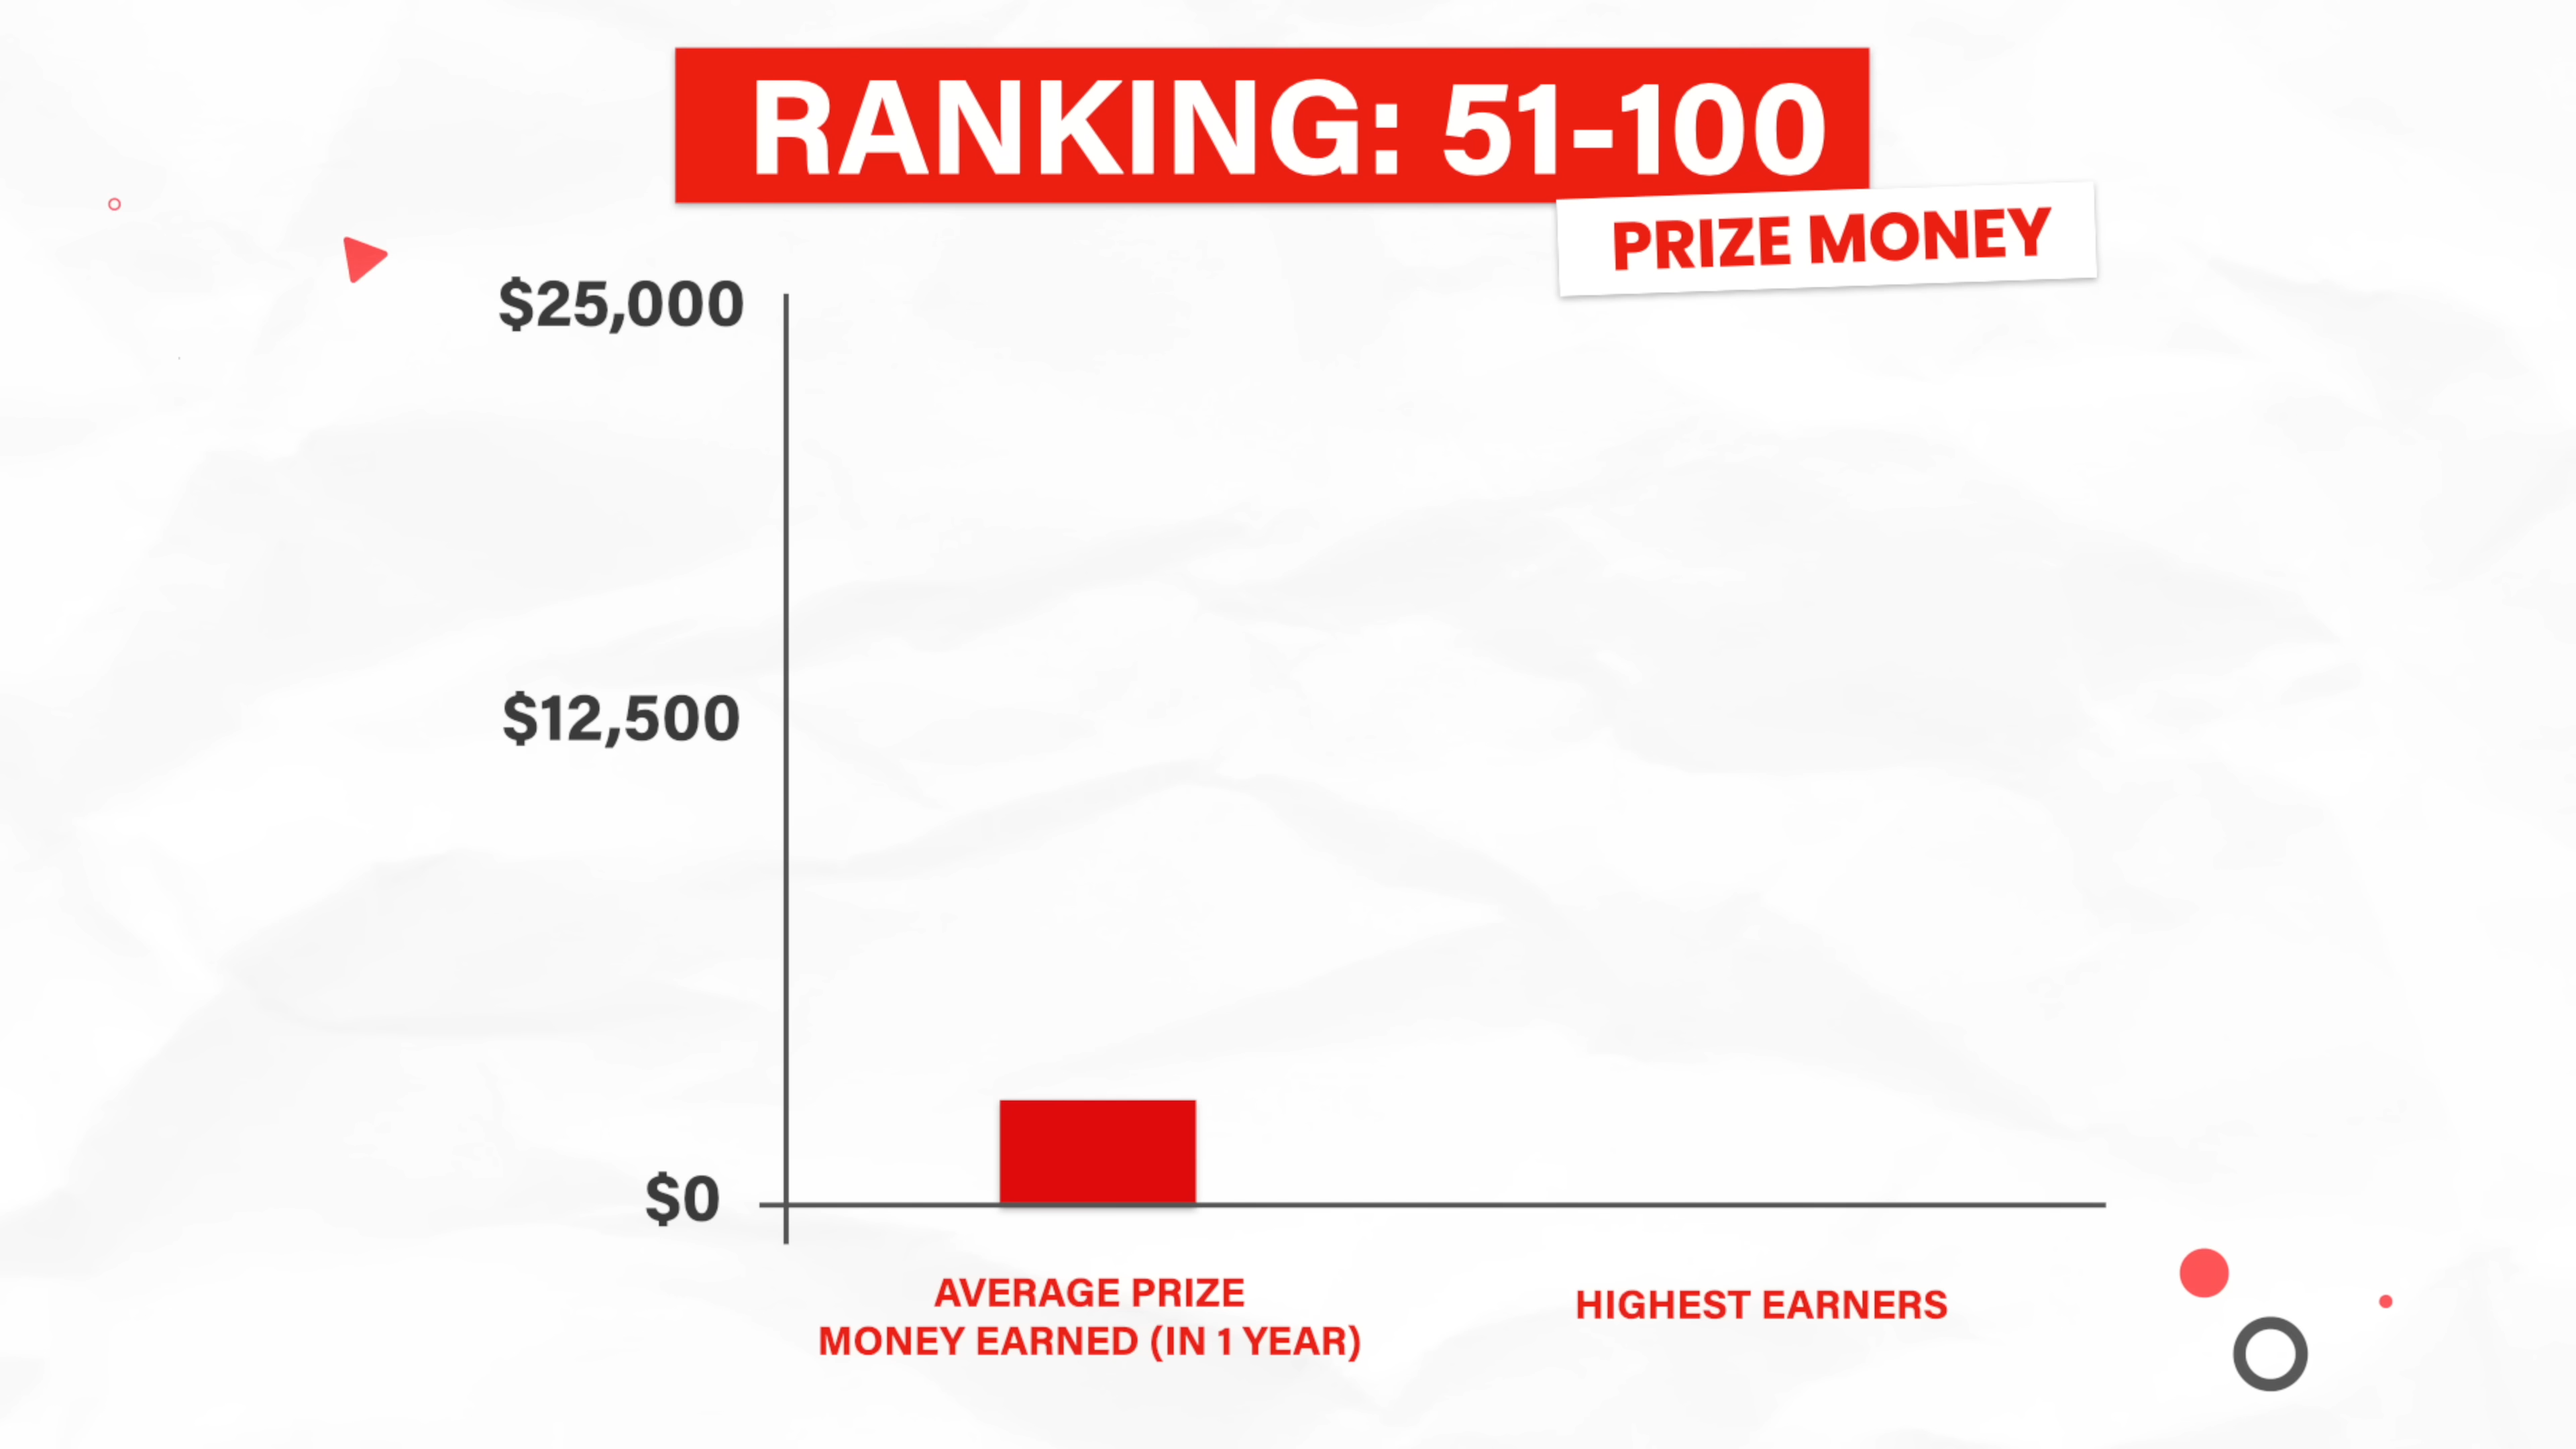 RANKING: 51-100
PRIZE MONEY
$25,000
$12,500
$0
AVERAGE PRIZE
MONEY EARNED (IN 1 YEAR)
HIGHEST EARNERS